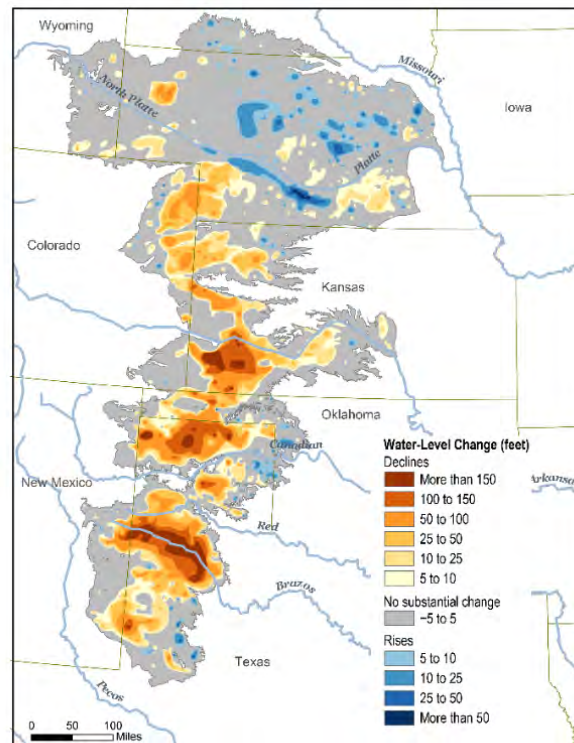 Wyoming
Missouri
Iowa
North Platte
Platte
Colorado
Kansas
Oklahoma
Canadian
New Mexico
Arkansa
Red
Brazos
Texas
Pecos
Water-Level Change (feet)
Declines
More than 150
100 to 150
50 to 100
25 to 50
10 to 25
5 to 10
No substantial change
−5 to 5
Rises
5 to 10
10 to 25
25 to 50
More than 50
0 50 100
Miles